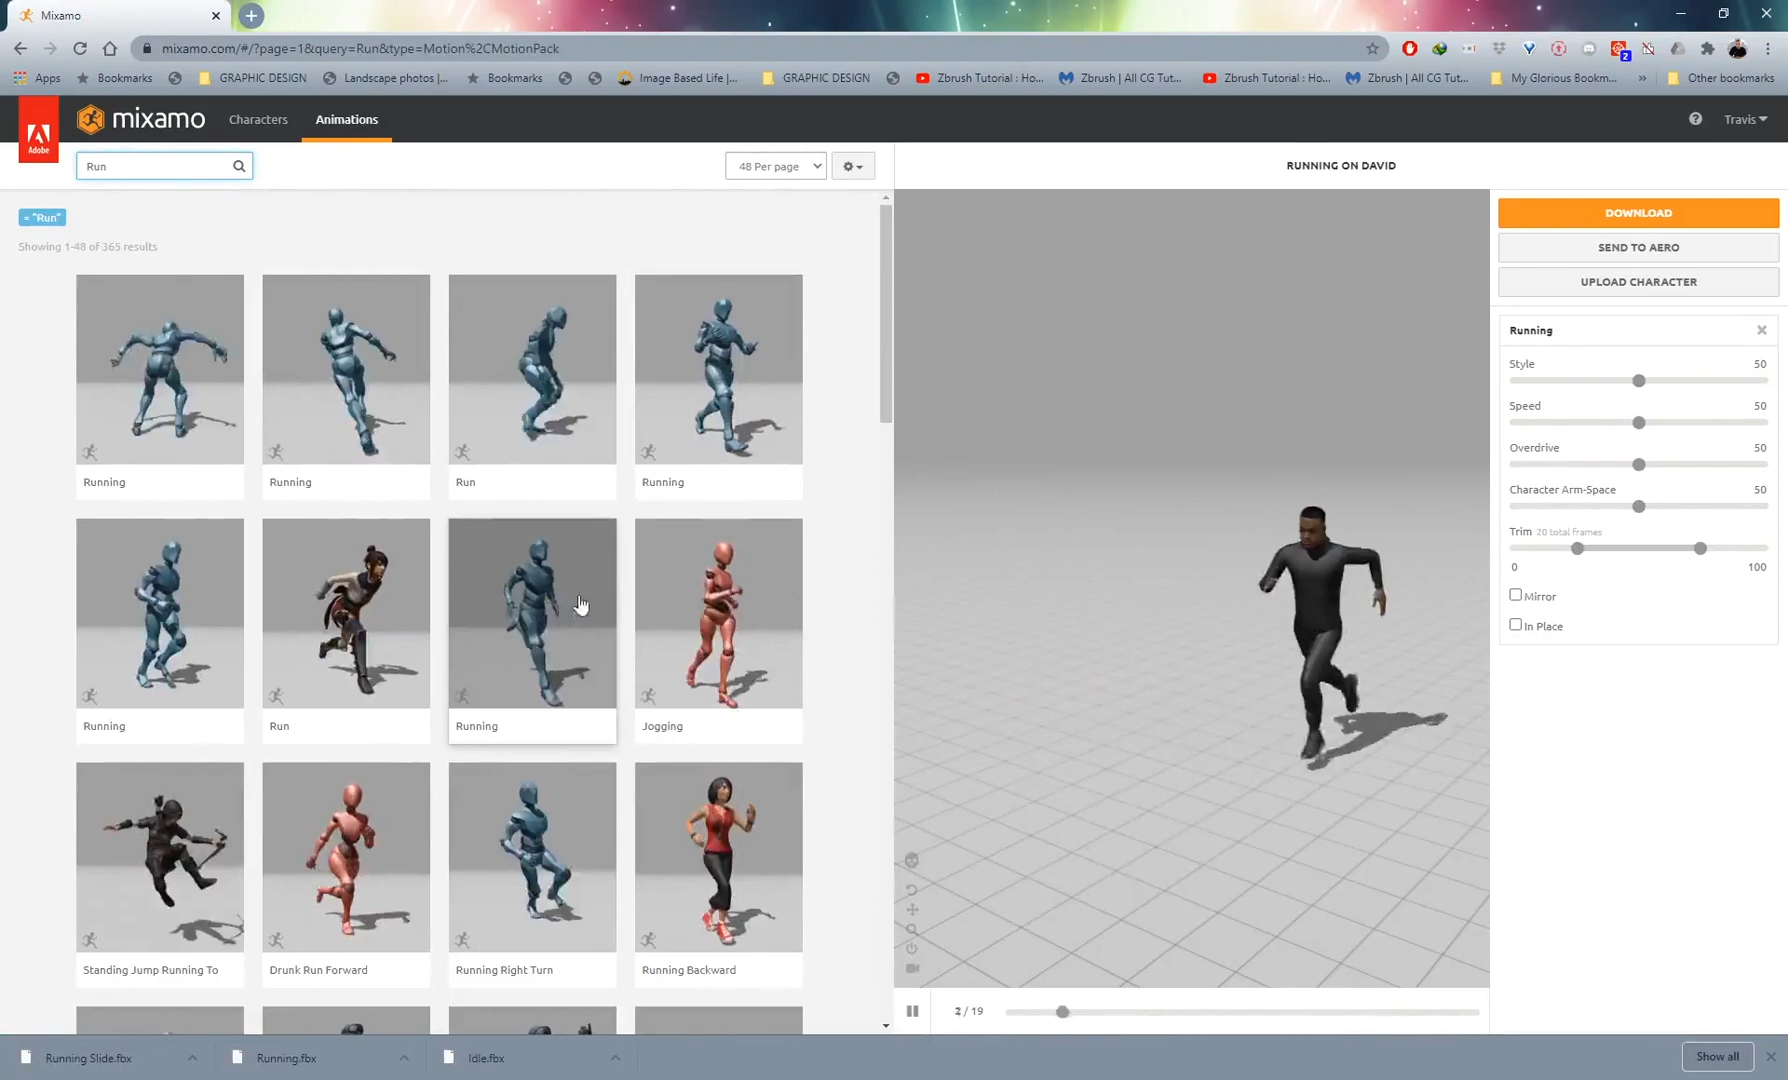 Mixamo
mixamo.com/#/?page=1&query=Run&type=Motion%2CMotionPack
2
Apps
Bookmarks
GRAPHIC DESIGN
Landscape photos |...
Bookmarks
Image Based Life |...
GRAPHIC DESIGN
Zbrush Tutorial : Ho...
Zbrush | All CG Tut...
Zbrush Tutorial : Ho...
Zbrush | All CG Tut...
My Glorious Bookm...
»
Other bookmarks
Adobe
mixamo
Characters
Animations
Travis
Run
48 Per page
RUNNING ON DAVID
= "Run"
Showing 1-48 of 365 results
Running
Running
Run
Running
Running
Run
Running
Jogging
Standing Jump Running To
Drunk Run Forward
Running Right Turn
Running Backward
DOWNLOAD
SEND TO AERO
UPLOAD CHARACTER
Running
Style 50
Speed 50
Overdrive 50
Character Arm-Space 50
Trim 20 total frames
0 100
Mirror
In Place
/ 19
Running Slide.fbx
Running.fbx
Idle.fbx
Show all